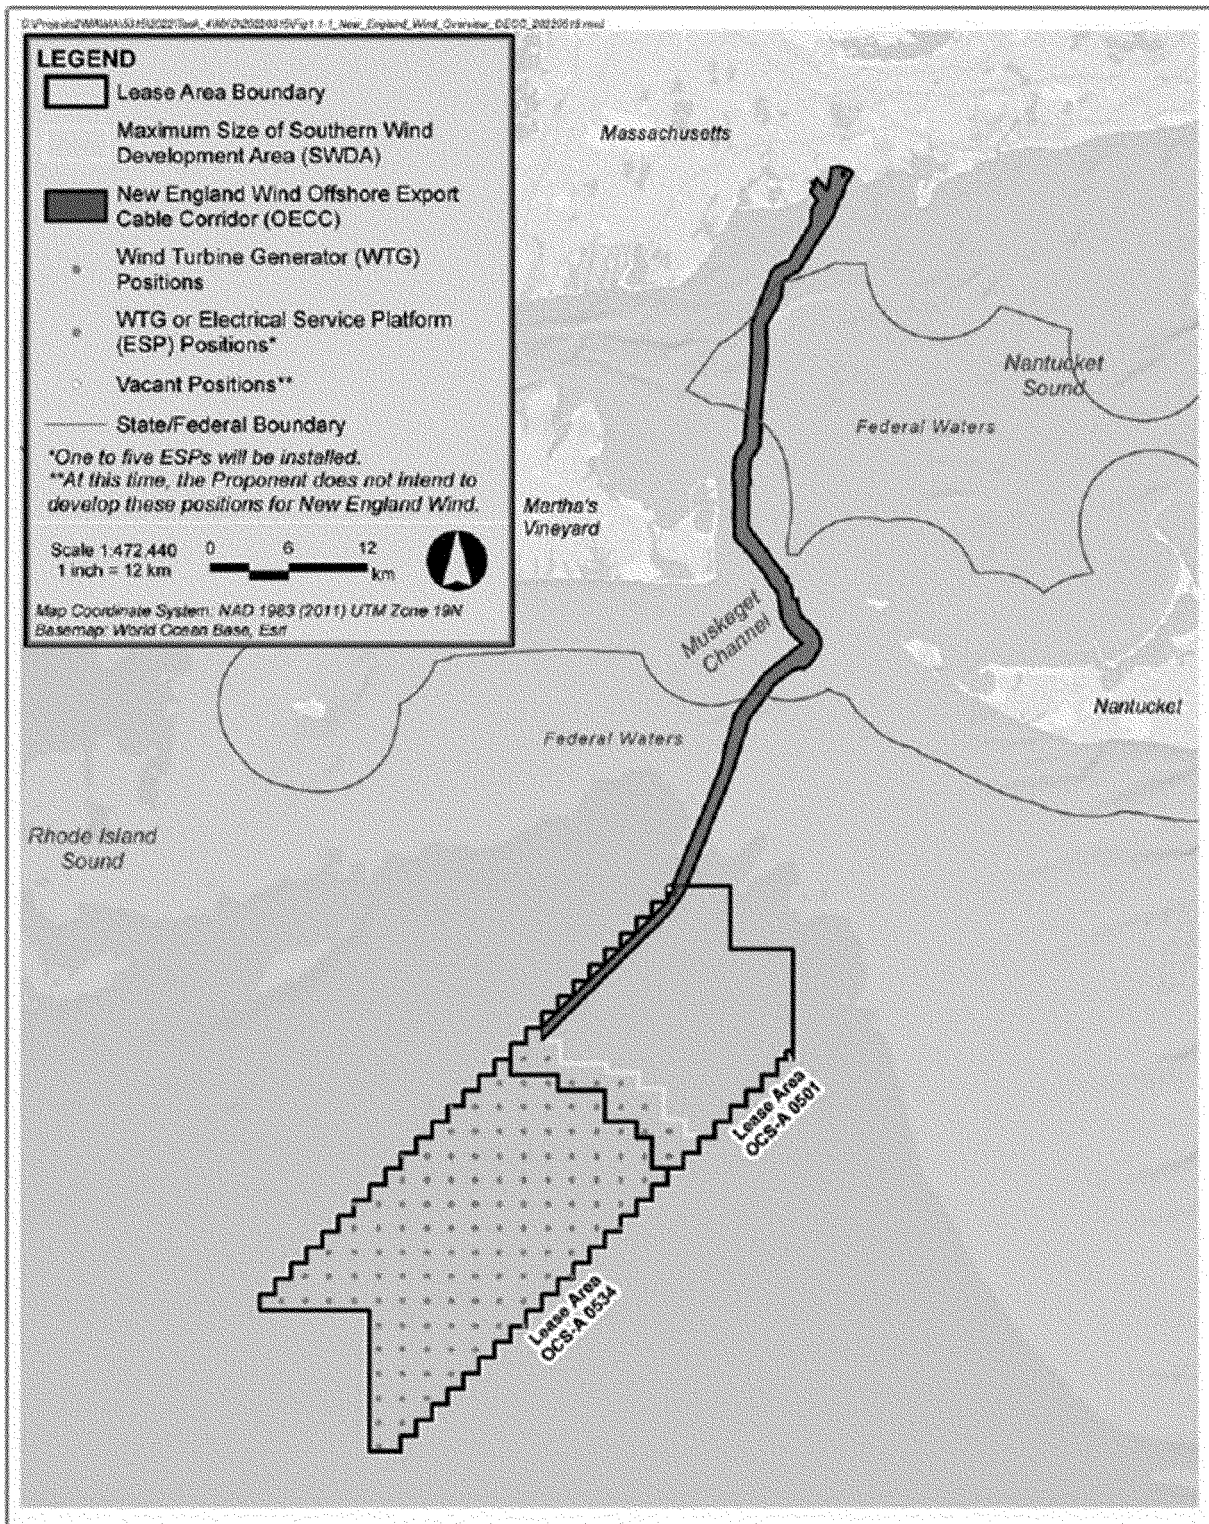 LEGEND
Lease Area Boundary
Maximum Size of Southern Wind
Development Area (SWDA)
New England Wind Offshore Export
Cable Corridor (OECC)
Wind Turbine Generator (WTG)
Positions
WTG or Electrical Service Platform
(ESP) Positions*
Vacant Positions**
State/Federal Boundary
*One to five ESPs will be installed.
**At this time, the Proponent does not intend to
develop these positions for New England Wind.
Scale 1:472,440
1 inch = 12 km
0 6 12
km
Map Coordinate System: NAD 1983 (2011) UTM Zone 19N
Basemap: World Ocean Base, Esri
Massachusetts
Nantucket
Sound
Federal Waters
Martha's
Vineyard
Muskeget
Channel
Nantucket
Federal Waters
Rhode Island
Sound
Lease Area
OCS-A 0501
Lease Area
OCS-A 0534